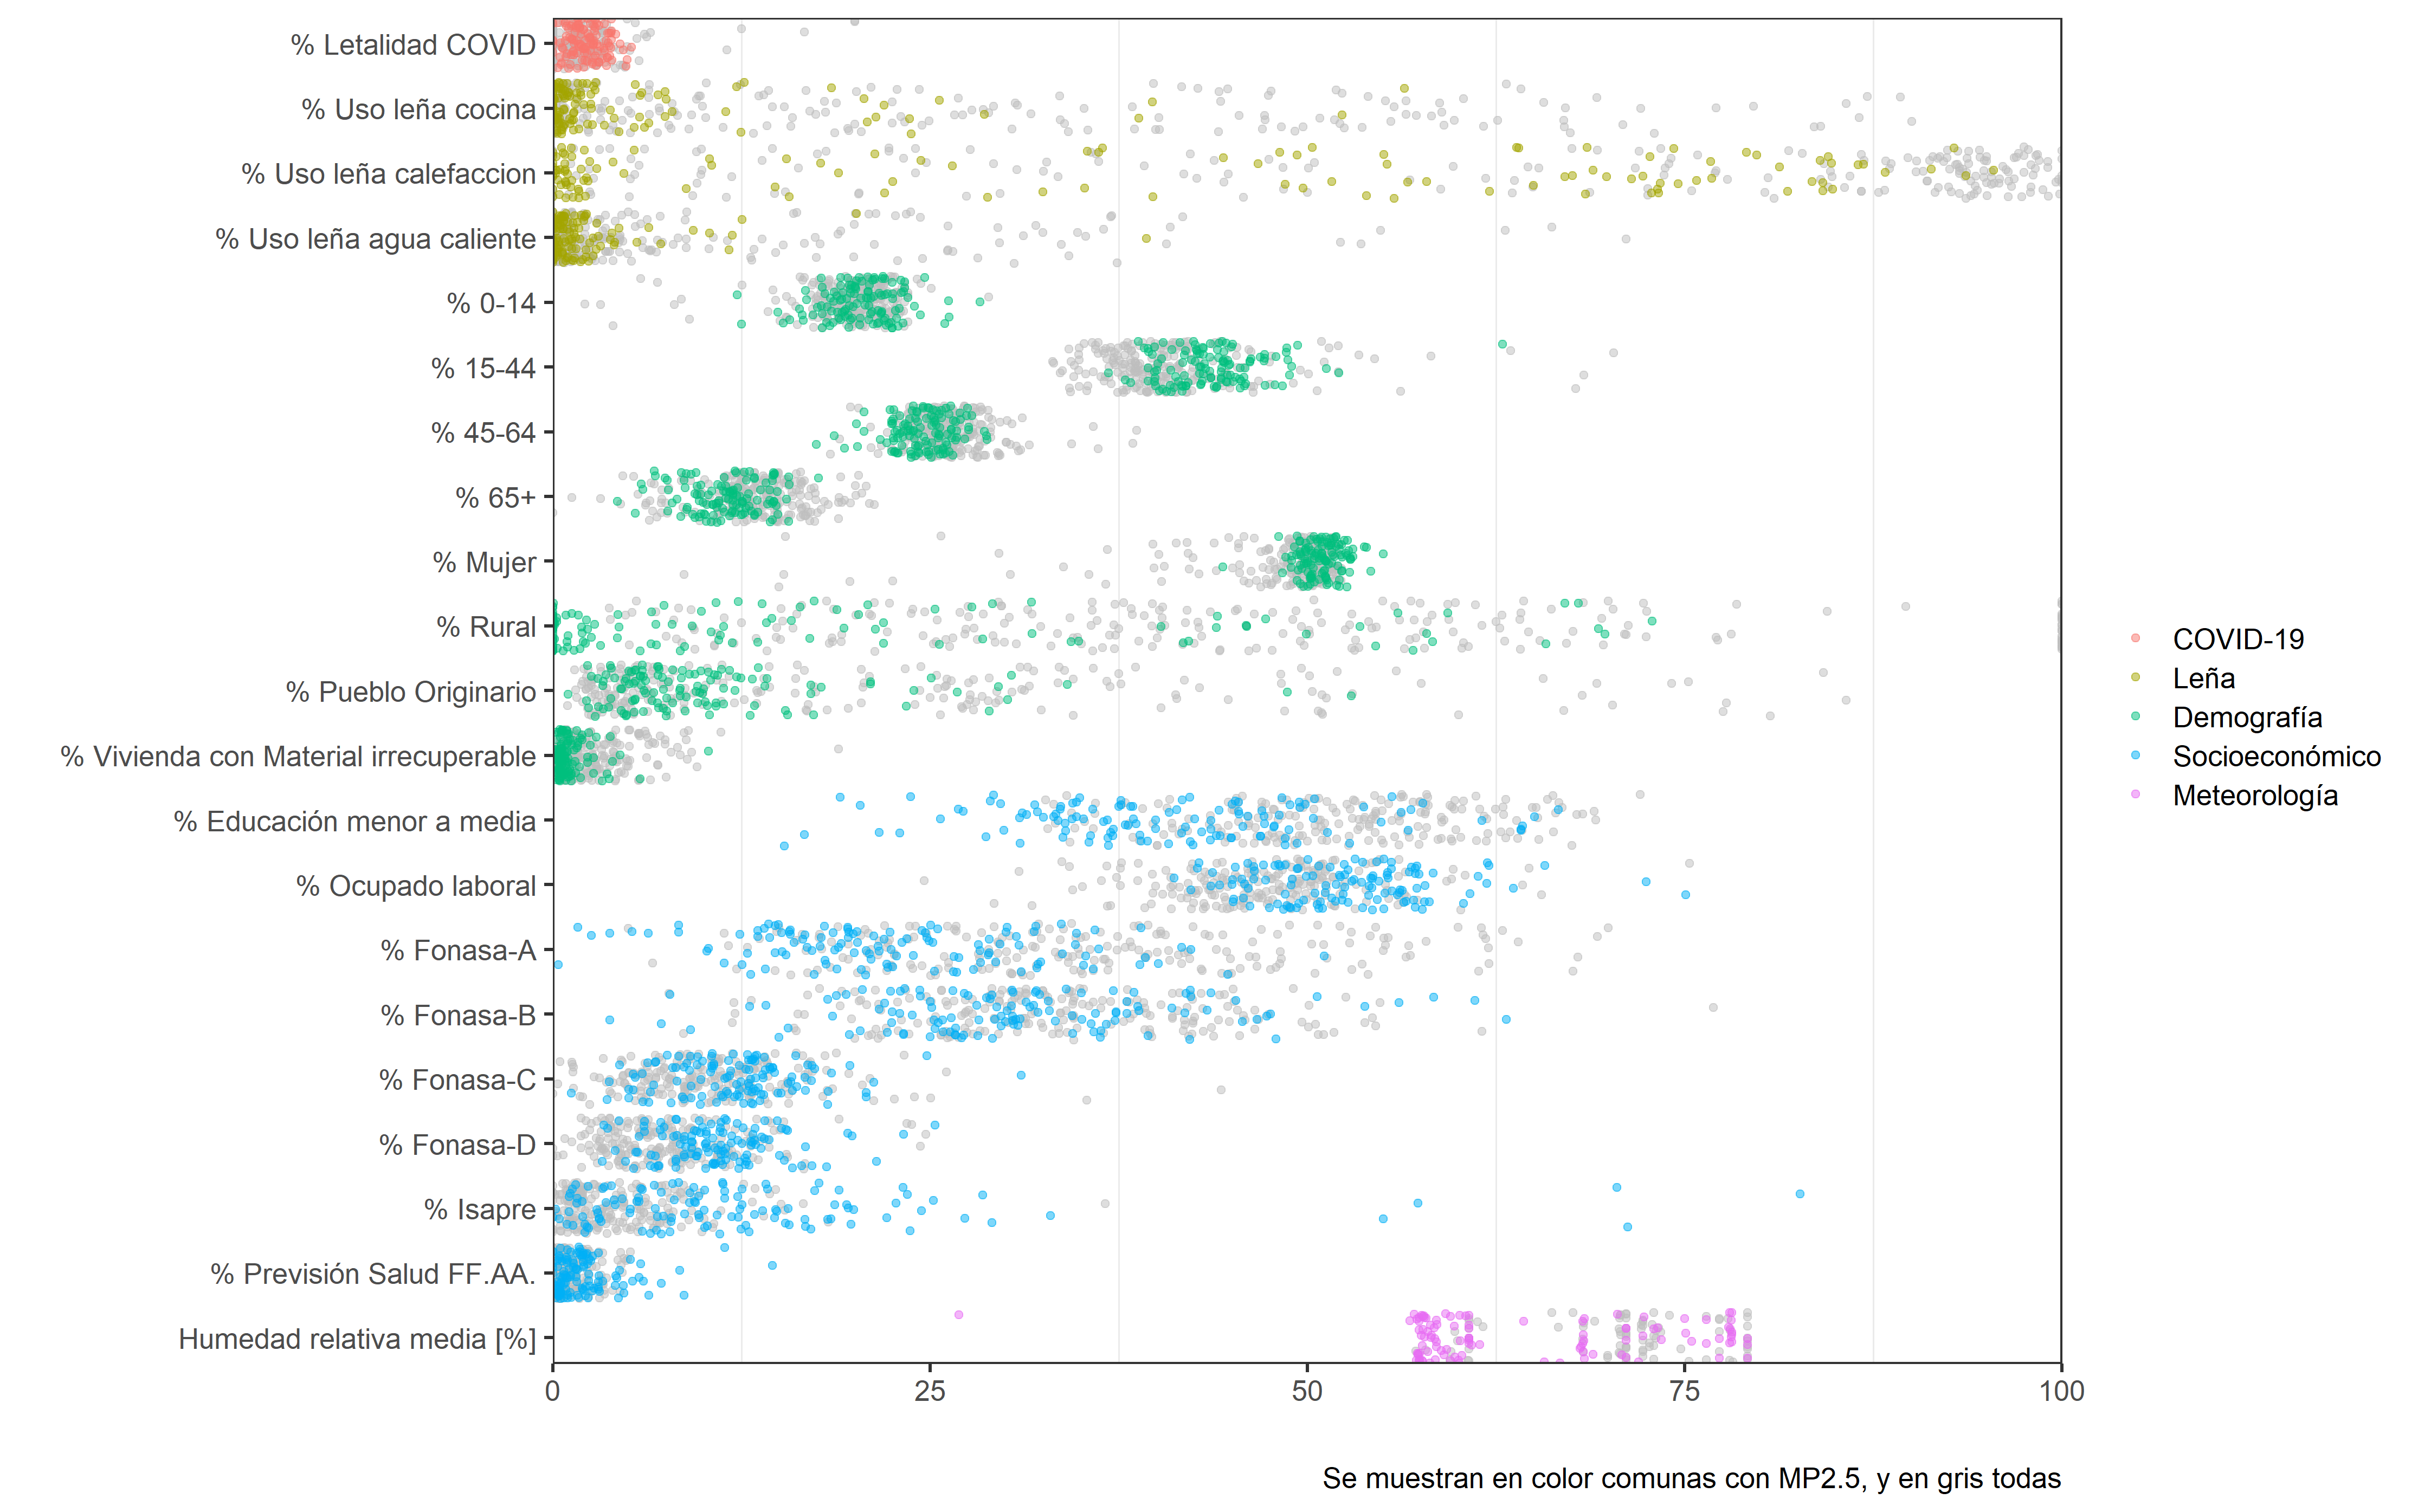 % Letalidad COVID
% Uso leña cocina
% Uso leña calefaccion
% Uso leña agua caliente
% 0-14
% 15-44
% 45-64
% 65+
% Mujer
% Rural
% Pueblo Originario
% Vivienda con Material irrecuperable
% Educación menor a media
% Ocupado laboral
% Fonasa-A
% Fonasa-B
% Fonasa-C
% Fonasa-D
% Isapre
% Previsión Salud FF.AA.
Humedad relativa media [%]
0 25 50 75 100
COVID-19
Leña
Demografía
Socioeconómico
Meteorología
Se muestran en color comunas con MP2.5, y en gris todas